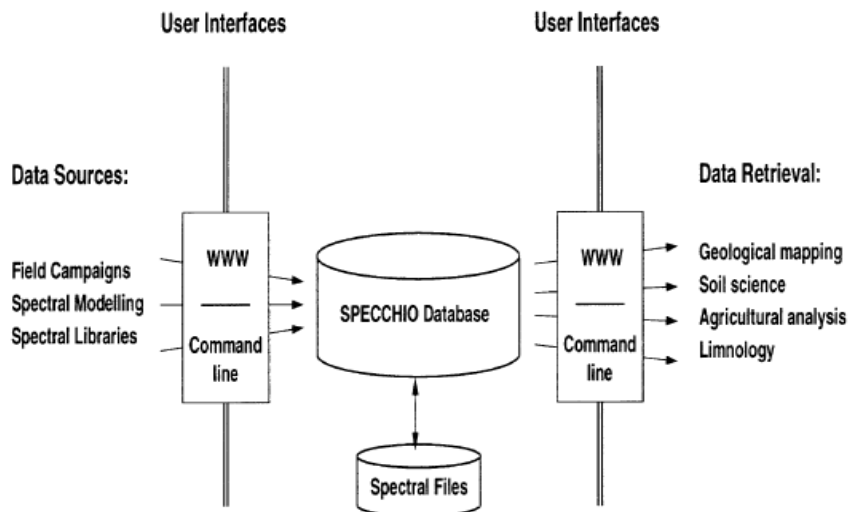 User Interfaces
User Interfaces
Data Sources:
Data Retrieval:
WWW
WWW
Field Campaigns
Spectral Modelling
Spectral Libraries
Command
line
SPECCHIO Database
Command
line
Geological mapping
Soil science
Agricultural analysis
Limnology
Spectral Files